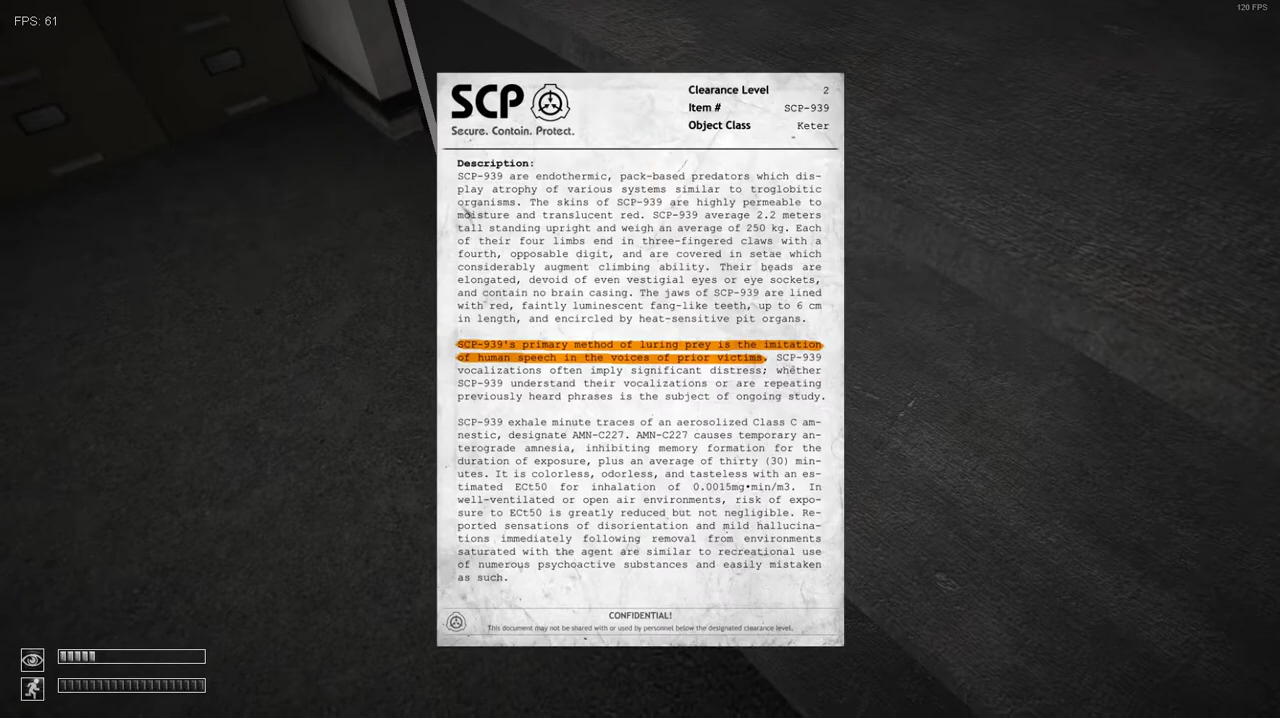 FPS: 61
120 FPS
SCP
Secure. Contain. Protect.
Clearance Level 2
Item # SCP-939
Object Class Keter
Description:
SCP-939 are endothermic, pack-based predators which dis-
play atrophy of various systems similar to troglobitic
organisms. The skins of SCP-939 are highly permeable to
moisture and translucent red. SCP-939 average 2.2 meters
tall standing upright and weigh an average of 250 kg. Each
of their four limbs end in three-fingered claws with a
fourth, opposable digit, and are covered in setae which
considerably augment climbing ability. Their heads are
elongated, devoid of even vestigial eyes or eye sockets,
and contain no brain casing. The jaws of SCP-939 are lined
with red, faintly luminescent fang-like teeth, up to 6 cm
in length, and encircled by heat-sensitive pit organs.
SCP-939's primary method of luring prey is the imitation
of human speech in the voices of prior victims. SCP-939
vocalizations often imply significant distress; whether
SCP-939 understand their vocalizations or are repeating
previously heard phrases is the subject of ongoing study.
SCP-939 exhale minute traces of an aerosolized Class C am-
nestic, designate AMN-C227. AMN-C227 causes temporary an-
terograde amnesia, inhibiting memory formation for the
duration of exposure, plus an average of thirty (30) min-
utes. It is colorless, odorless, and tasteless with an es-
timated ECt50 for inhalation of 0.0015mg•min/m3. In
well-ventilated or open air environments, risk of expo-
sure to ECt50 is greatly reduced but not negligible. Re-
ported sensations of disorientation and mild hallucina-
tions immediately following removal from environments
saturated with the agent are similar to recreational use
of numerous psychoactive substances and easily mistaken
as such.
CONFIDENTIAL!
This document may not be shared with or used by personnel below the designated clearance level.